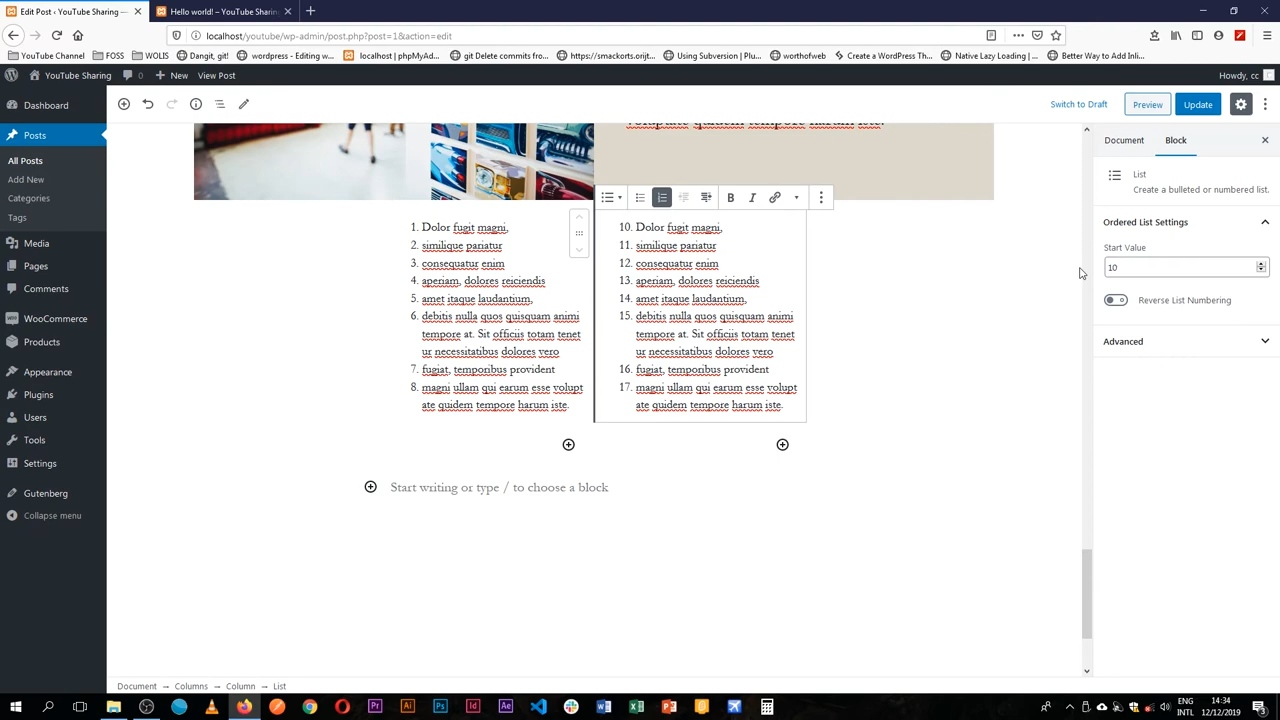 Edit Post ‹ YouTube Sharing —
Hello world! – YouTube Sharin
localhost/youtube/wp-admin/post.php?post=1&action=edit
YouTube Channel
FOSS
WOLIS
Dangit, git!
wordpress - Editing w...
localhost | phpMyAd...
git Delete commits fro...
https://smackorts.orijt...
Using Subversion | Plu...
worthofweb
Create a WordPress Th...
Native Lazy Loading | ...
Better Way to Add Inli...
YouTube Sharing
0
New
View Post
Howdy, cc
Dashboard
Posts
All Posts
Add New
Categories
Tags
Media
Pages
Comments
WooCommerce
Products
Appearance
Plugins
Users
Tools
Settings
Gutenberg
Collapse menu
Switch to Draft
Preview
Update
voluptate quidem tempore harum iste.
B
I
1. Dolor fugit magni,
2. similique pariatur
3. consequatur enim
4. aperiam, dolores reiciendis
5. amet itaque laudantium,
6. debitis nulla quos quisquam animi
tempore at. Sit officiis totam tenet
ur necessitatibus dolores vero
7. fugiat, temporibus provident
8. magni ullam qui earum esse volupt
ate quidem tempore harum iste.
10. Dolor fugit magni,
11. similique pariatur
12. consequatur enim
13. aperiam, dolores reiciendis
14. amet itaque laudantium,
15. debitis nulla quos quisquam animi
tempore at. Sit officiis totam tenet
ur necessitatibus dolores vero
16. fugiat, temporibus provident
17. magni ullam qui earum esse volupt
ate quidem tempore harum iste.
Start writing or type / to choose a block
Document
Block
List
Create a bulleted or numbered list.
Ordered List Settings
Start Value
10
Reverse List Numbering
Advanced
Document → Columns → Column → List
ENG
INTL
14:34
12/12/2019